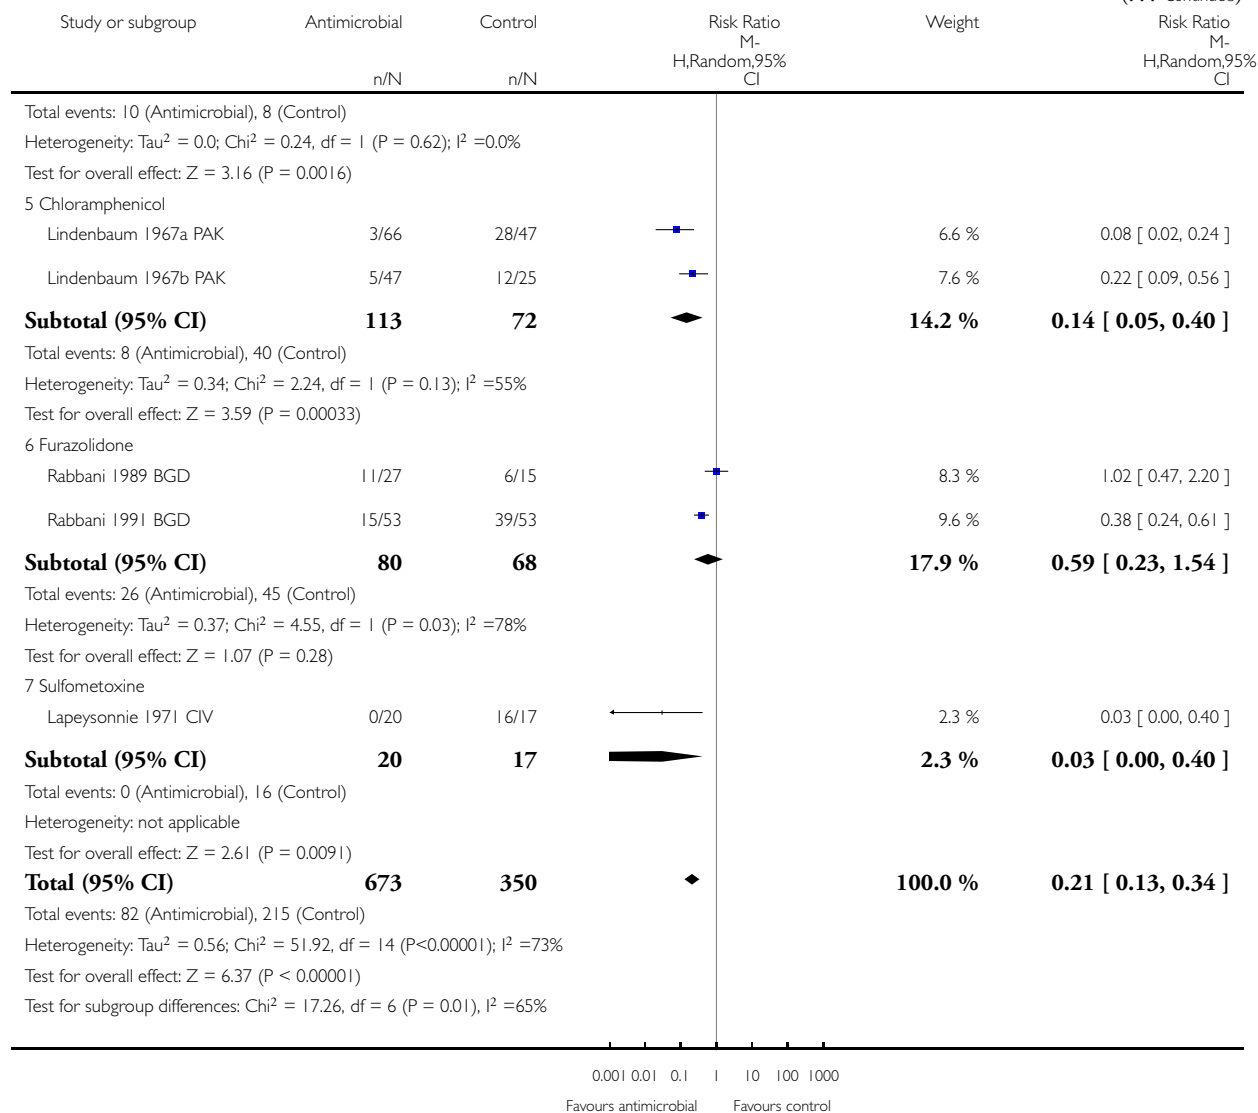 Study or subgroup Antimicrobial Control Risk Ratio Weight Risk Ratio
M- M-
H,Random,95% H,Random,95%
n/N n/N CI CI
Total events: 10 (Antimicrobial), 8 (Control)
Heterogeneity: Tau² = 0.0; Chi² = 0.24, df = 1 (P = 0.62); I² =0.0%
Test for overall effect: Z = 3.16 (P = 0.0016)
5 Chloramphenicol
Lindenbaum 1967a PAK 3/66 28/47 6.6 % 0.08 [ 0.02, 0.24 ]
Lindenbaum 1967b PAK 5/47 12/25 7.6 % 0.22 [ 0.09, 0.56 ]
Subtotal (95% CI) 113 72 14.2 % 0.14 [ 0.05, 0.40 ]
Total events: 8 (Antimicrobial), 40 (Control)
Heterogeneity: Tau² = 0.34; Chi² = 2.24, df = 1 (P = 0.13); I² =55%
Test for overall effect: Z = 3.59 (P = 0.00033)
6 Furazolidone
Rabbani 1989 BGD 11/27 6/15 8.3 % 1.02 [ 0.47, 2.20 ]
Rabbani 1991 BGD 15/53 39/53 9.6 % 0.38 [ 0.24, 0.61 ]
Subtotal (95% CI) 80 68 17.9 % 0.59 [ 0.23, 1.54 ]
Total events: 26 (Antimicrobial), 45 (Control)
Heterogeneity: Tau² = 0.37; Chi² = 4.55, df = 1 (P = 0.03); I² =78%
Test for overall effect: Z = 1.07 (P = 0.28)
7 Sulfometoxine
Lapeysonnie 1971 CIV 0/20 16/17 2.3 % 0.03 [ 0.00, 0.40 ]
Subtotal (95% CI) 20 17 2.3 % 0.03 [ 0.00, 0.40 ]
Total events: 0 (Antimicrobial), 16 (Control)
Heterogeneity: not applicable
Test for overall effect: Z = 2.61 (P = 0.0091)
Total (95% CI) 673 350 100.0 % 0.21 [ 0.13, 0.34 ]
Total events: 82 (Antimicrobial), 215 (Control)
Heterogeneity: Tau² = 0.56; Chi² = 51.92, df = 14 (P<0.00001); I² =73%
Test for overall effect: Z = 6.37 (P < 0.00001)
Test for subgroup differences: Chi² = 17.26, df = 6 (P = 0.01), I² =65%
0.001 0.01 0.1 1 10 100 1000
Favours antimicrobial Favours control